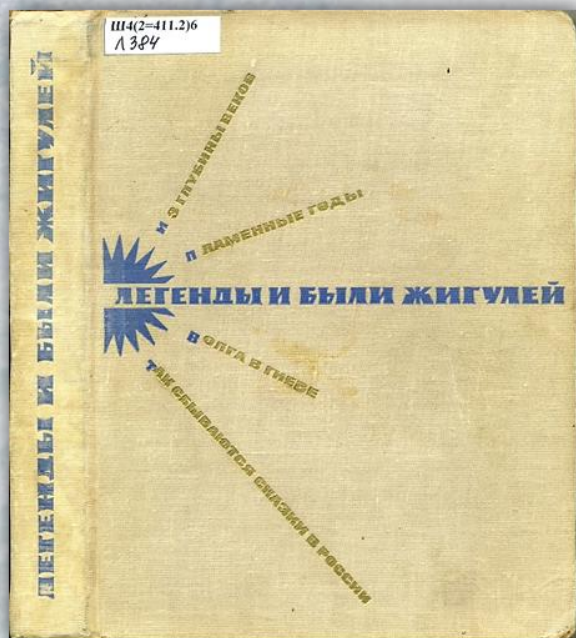 Ш4(2=411.2)6
Л384
ЛЕГЕНДЫ И БЫЛИ ЖИГУЛЕЙ
ИЗ ГЛУБИНЫ ВЕКОВ
ПЛАМЕННЫЕ ГОДЫ
ЛЕГЕНДЫ И БЫЛИ ЖИГУЛЕЙ
ВОЛГА В ГНЕВЕ
ТАК СБЫВАЮТСЯ СКАЗКИ В РОССИИ